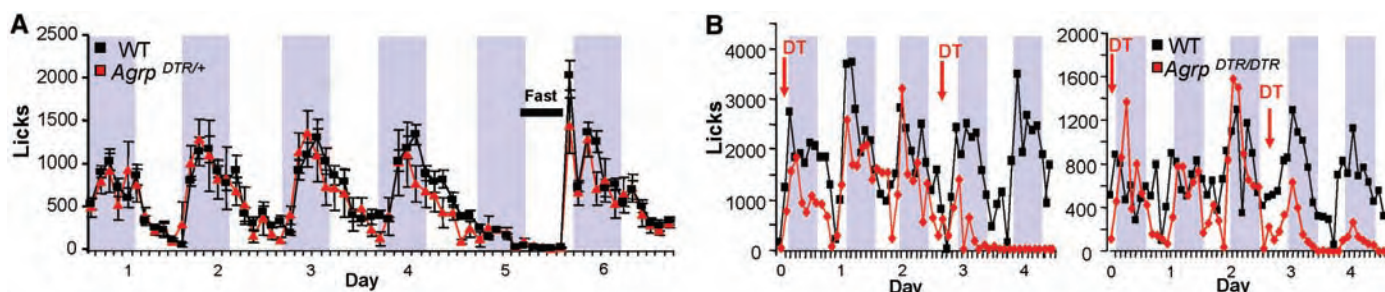 A
2500
2000
1500
1000
500
0
Licks
WT
Agrp DTR/+
Fast
1 2 3 4 5 6
Day
B
4000
3000
2000
1000
0
Licks
DT
DT
0 1 2 3 4
Day
2000
1600
1200
800
400
0
DT
WT
Agrp DTR/DTR
DT
0 1 2 3 4
Day